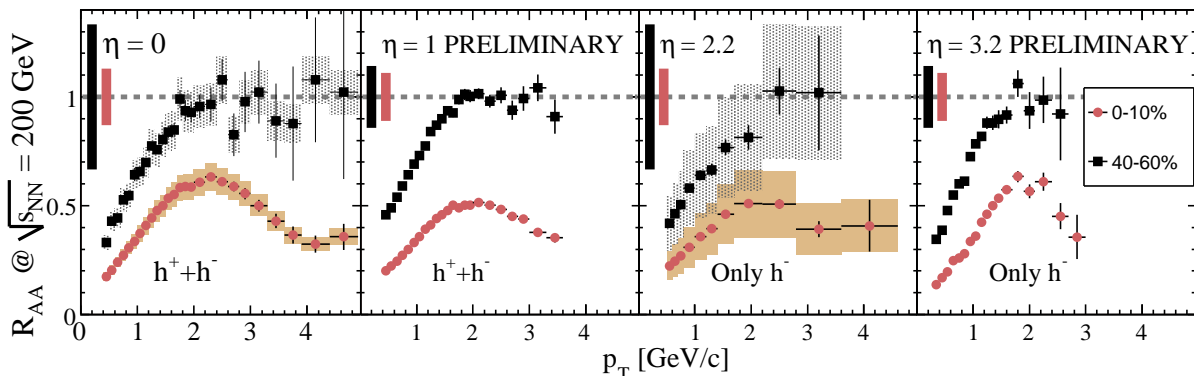 R_AA @ √s_NN = 200 GeV
η = 0
η = 1 PRELIMINARY
η = 2.2
η = 3.2 PRELIMINARY
1
0.5
0
0-10%
40-60%
h⁺+h⁻
h⁺+h⁻
Only h⁻
Only h⁻
0 1 2 3 4 1 2 3 4 1 2 3 4 1 2 3 4
p_T [GeV/c]